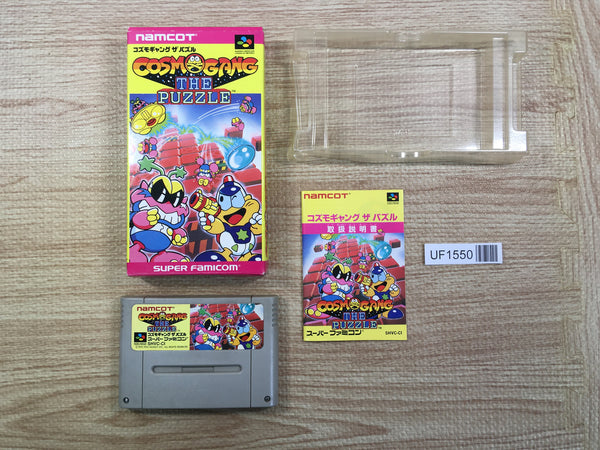 namcot
コズモギャング ザ パズル
COSMO GANG
THE
PUZZLE
TM
SUPER FAMICOM
namcot
コズモギャング ザ パズル
取扱説明書
COSMO GANG
THE
PUZZLE
スーパーファミコン
SHVC-CI
UF1550
namcot
COSMO GANG
THE
PUZZLE
コズモギャング ザ パズル
スーパーファミコン
SHVC-CI